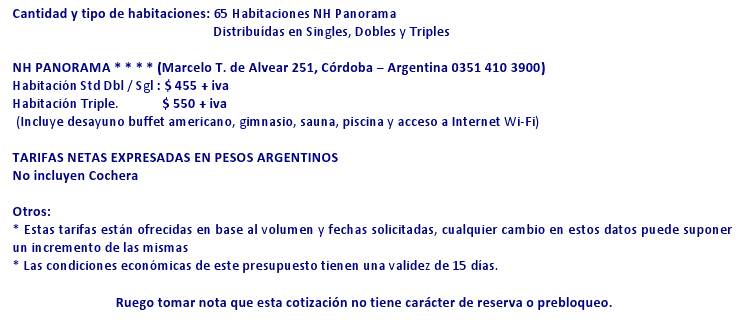 Cantidad y tipo de habitaciones: 65 Habitaciones NH Panorama
Distribuídas en Singles, Dobles y Triples
NH PANORAMA * * * * (Marcelo T. de Alvear 251, Córdoba – Argentina 0351 410 3900)
Habitación Std Dbl / Sgl : $ 455 + iva
Habitación Triple. $ 550 + iva
(Incluye desayuno buffet americano, gimnasio, sauna, piscina y acceso a Internet Wi-Fi)
TARIFAS NETAS EXPRESADAS EN PESOS ARGENTINOS
No incluyen Cochera
Otros:
* Estas tarifas están ofrecidas en base al volumen y fechas solicitadas, cualquier cambio en estos datos puede suponer
un incremento de las mismas
* Las condiciones económicas de este presupuesto tienen una validez de 15 días.
Ruego tomar nota que esta cotización no tiene carácter de reserva o prebloqueo.